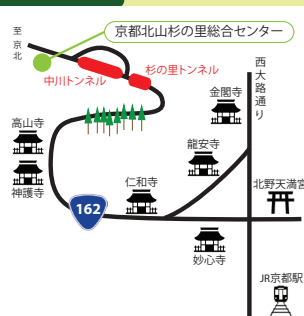 至京北
京都北山杉の里総合センター
中川トンネル
杉の里トンネル
西大路通り
金閣寺
高山寺
龍安寺
神護寺
仁和寺
北野天満宮
162
妙心寺
JR京都駅